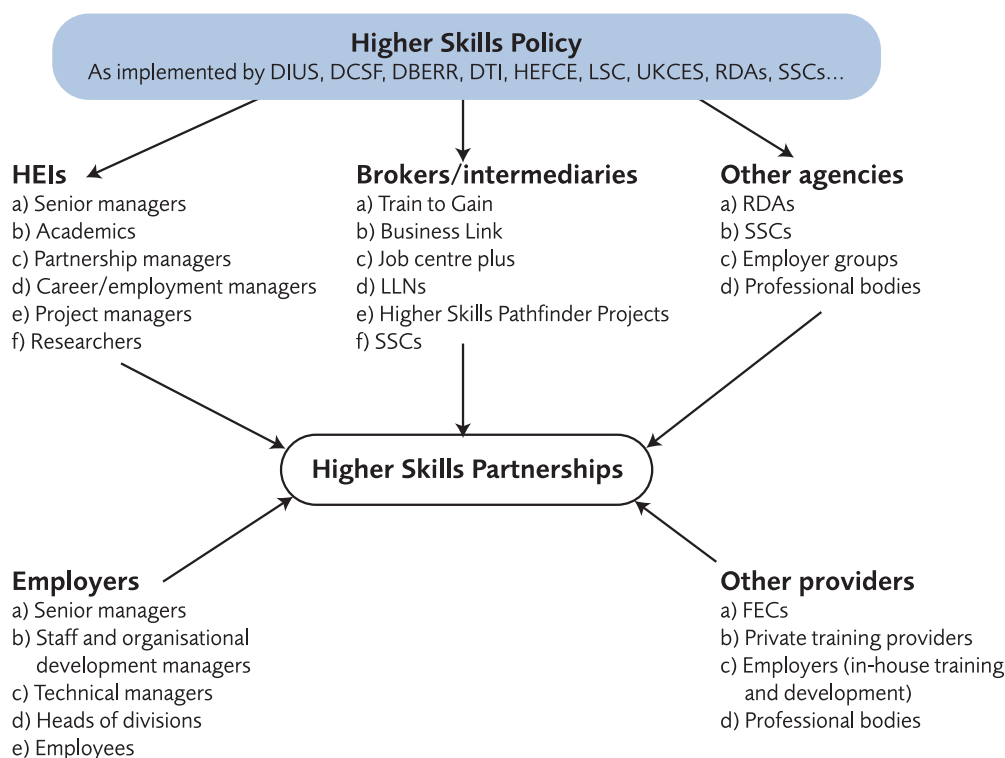 Higher Skills Policy
As implemented by DIUS, DCSF, DBERR, DTI, HEFCE, LSC, UKCES, RDAs, SSCs...
HEIs
a) Senior managers
b) Academics
c) Partnership managers
d) Career/employment managers
e) Project managers
f) Researchers
Brokers/intermediaries
a) Train to Gain
b) Business Link
c) Job centre plus
d) LLNs
e) Higher Skills Pathfinder Projects
f) SSCs
Other agencies
a) RDAs
b) SSCs
c) Employer groups
d) Professional bodies
Higher Skills Partnerships
Employers
a) Senior managers
b) Staff and organisational
development managers
c) Technical managers
d) Heads of divisions
e) Employees
Other providers
a) FECs
b) Private training providers
c) Employers (in-house training
and development)
d) Professional bodies